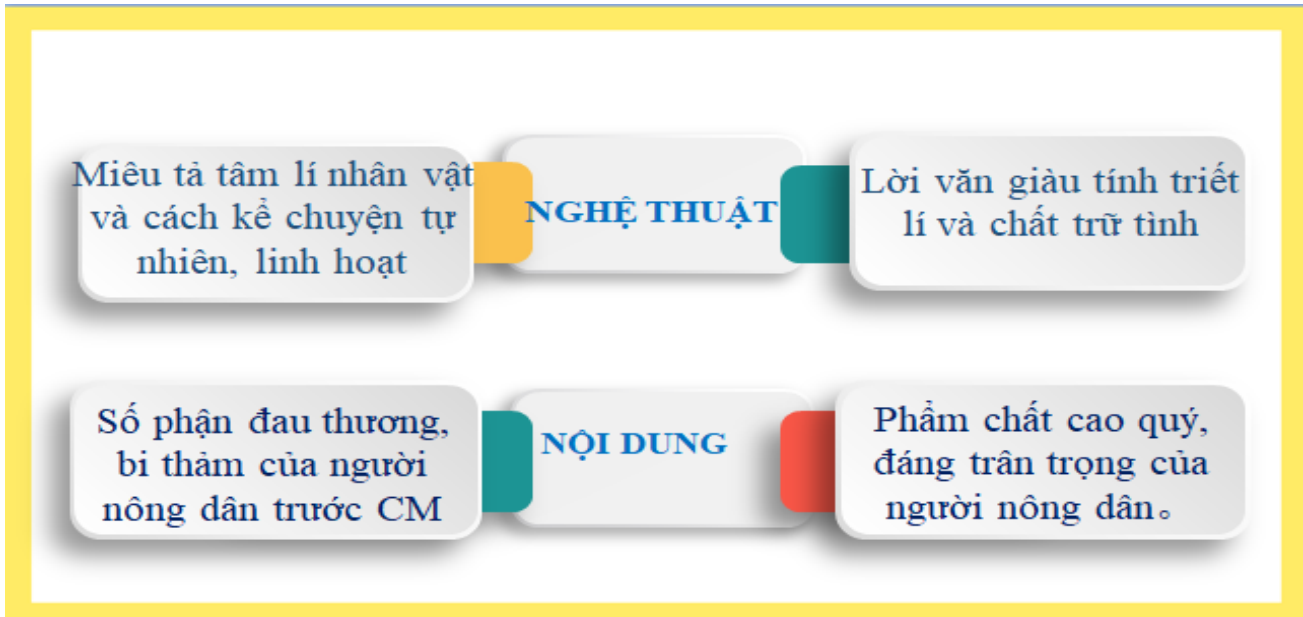 Miêu tả tâm lí nhân vật
và cách kể chuyện tự
nhiên, linh hoạt
NGHỆ THUẬT
Lời văn giàu tính triết
lí và chất trữ tình
Số phận đau thương,
bi thảm của người
nông dân trước CM
NỘI DUNG
Phẩm chất cao quý,
đáng trân trọng của
người nông dân。